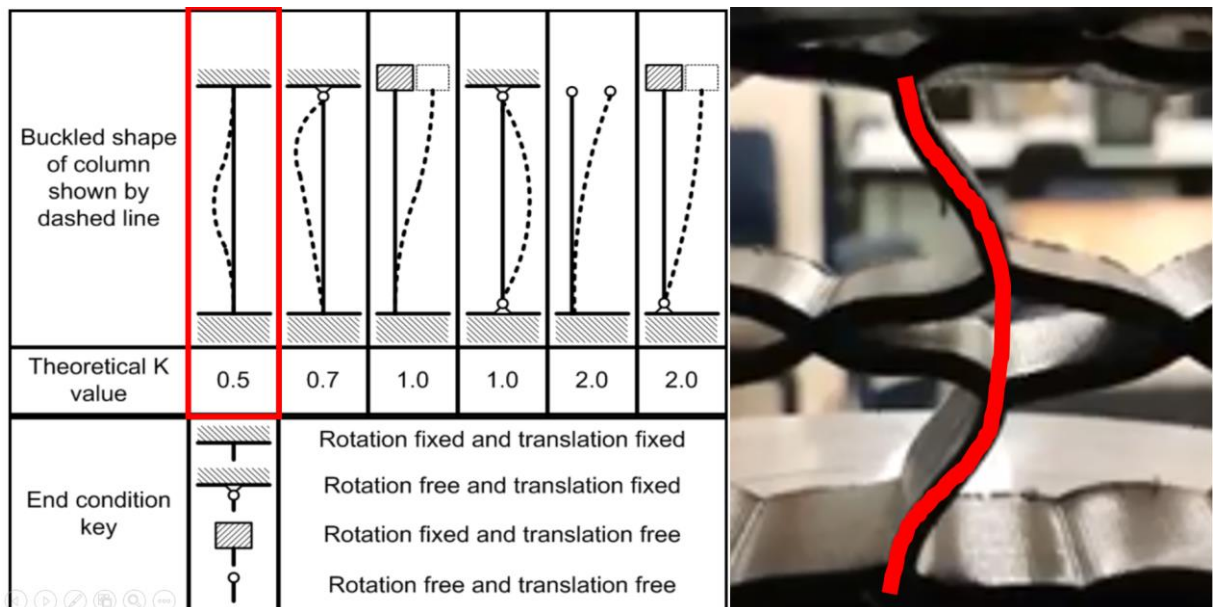 Buckled shape
of column
shown by
dashed line
Theoretical K
value
0.5
0.7
1.0
1.0
2.0
2.0
End condition
key
Rotation fixed and translation fixed
Rotation free and translation fixed
Rotation fixed and translation free
Rotation free and translation free